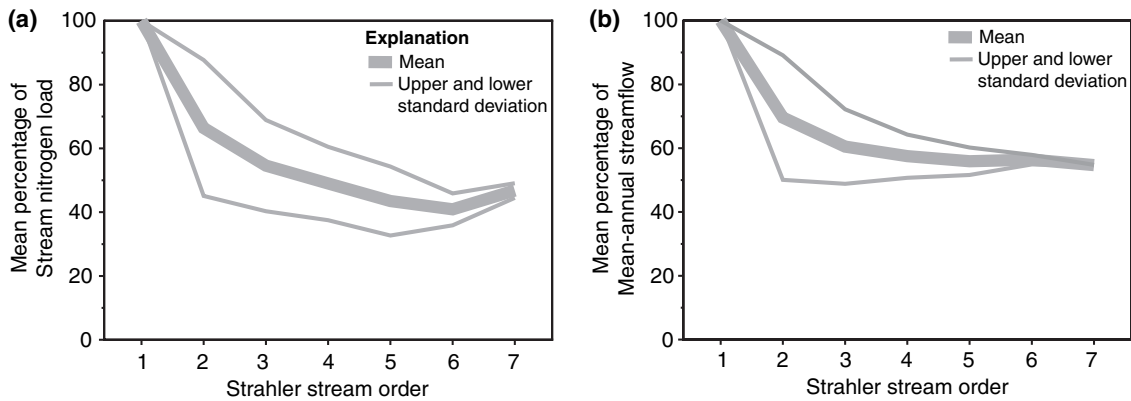 (a)
Mean percentage of
Stream nitrogen load
100
80
60
40
20
0
Explanation
Mean
Upper and lower
standard deviation
1 2 3 4 5 6 7
Strahler stream order
(b)
Mean percentage of
Mean-annual streamflow
100
80
60
40
20
0
Mean
Upper and lower
standard deviation
1 2 3 4 5 6 7
Strahler stream order